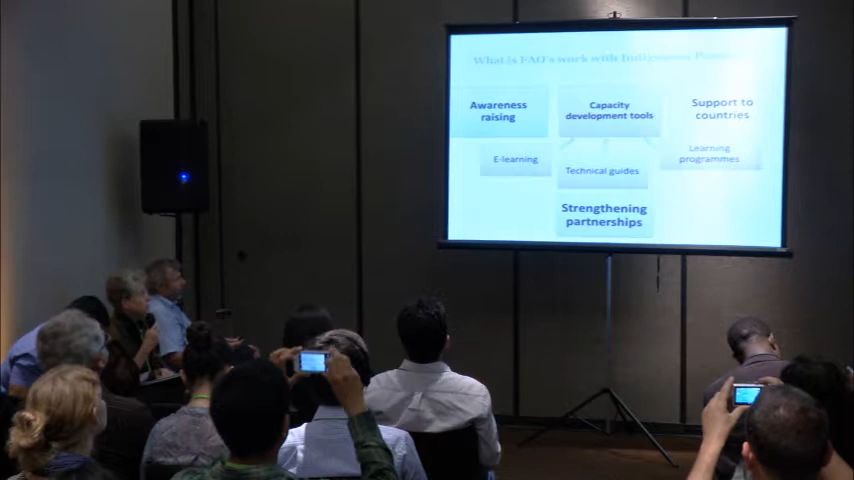 What is FAO's work with Indigenous
Awareness
raising
Capacity
development tools
Support to
countries
E-learning
Technical guides
Learning
programmes
Strengthening
partnerships